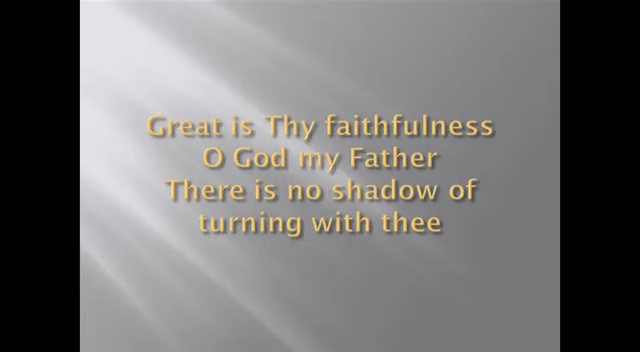 Great is Thy faithfulness
O God my Father
There is no shadow of
turning with thee